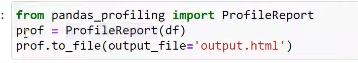 : from pandas_profiling import ProfileReport
prof = ProfileReport(df)
prof.to_file(output_file='output.html')